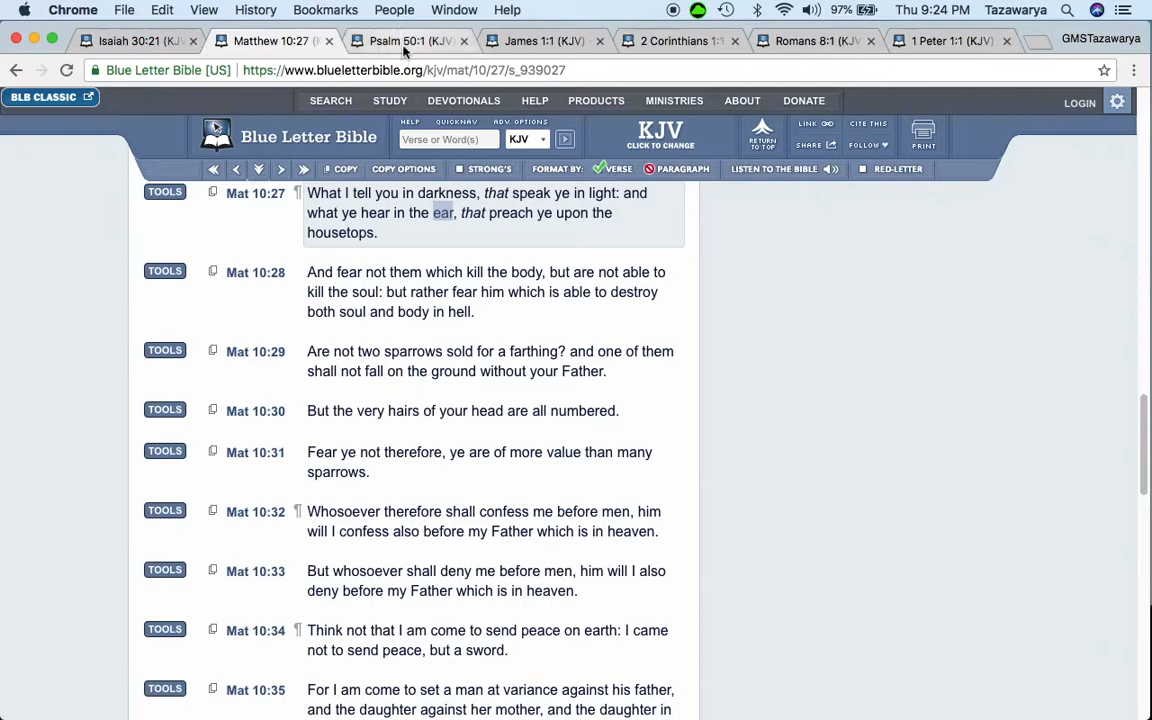 Chrome File Edit View History Bookmarks People Window Help 97% Thu 9:24 PM Tazawarya
Isaiah 30:21 (KJV) Matthew 10:27 Psalm 50:1 (KJV) James 1:1 (KJV) 2 Corinthians 1:1 Romans 8:1 (KJV) 1 Peter 1:1 (KJV) GMSTazawarya
Blue Letter Bible [US] https://www.blueletterbible.org/kjv/mat/10/27/s_939027
BLB CLASSIC SEARCH STUDY DEVOTIONALS HELP PRODUCTS MINISTRIES ABOUT DONATE LOGIN
HELP QUICKNAV ADV. OPTIONS LINK CITE THIS
Blue Letter Bible Verse or Word(s) KJV KJV
CLICK TO CHANGE RETURN TO TOP SHARE FOLLOW PRINT
COPY COPY OPTIONS STRONG'S FORMAT BY: VERSE PARAGRAPH LISTEN TO THE BIBLE RED-LETTER
TOOLS Mat 10:27 ¶ What I tell you in darkness, that speak ye in light: and
what ye hear in the ear, that preach ye upon the
housetops.
TOOLS Mat 10:28 And fear not them which kill the body, but are not able to
kill the soul: but rather fear him which is able to destroy
both soul and body in hell.
TOOLS Mat 10:29 Are not two sparrows sold for a farthing? and one of them
shall not fall on the ground without your Father.
TOOLS Mat 10:30 But the very hairs of your head are all numbered.
TOOLS Mat 10:31 Fear ye not therefore, ye are of more value than many
sparrows.
TOOLS Mat 10:32 ¶ Whosoever therefore shall confess me before men, him
will I confess also before my Father which is in heaven.
TOOLS Mat 10:33 But whosoever shall deny me before men, him will I also
deny before my Father which is in heaven.
TOOLS Mat 10:34 ¶ Think not that I am come to send peace on earth: I came
not to send peace, but a sword.
TOOLS Mat 10:35 For I am come to set a man at variance against his father,
and the daughter against her mother, and the daughter in